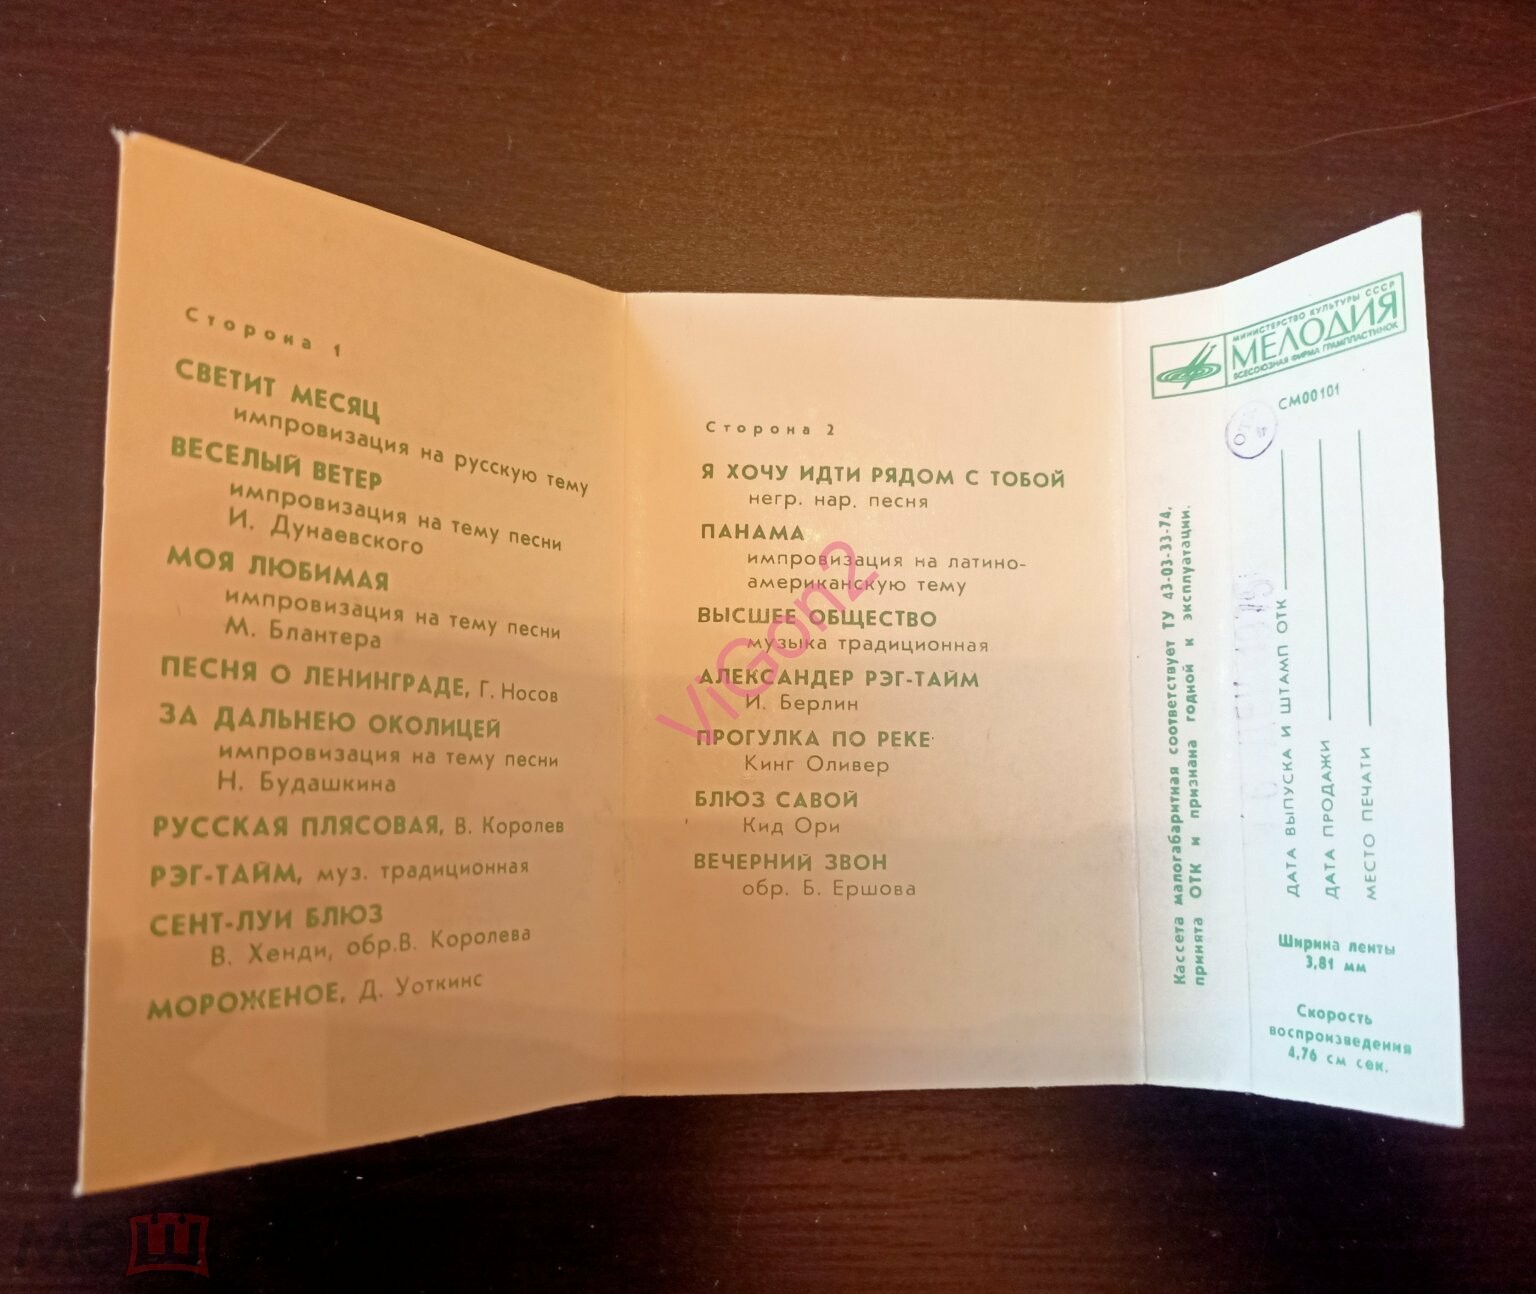 Сторона 1
СВЕТИТ МЕСЯЦ
импровизация на русскую тему
ВЕСЕЛЫЙ ВЕТЕР
импровизация на тему песни
И. Дунаевского
МОЯ ЛЮБИМАЯ
импровизация на тему песни
М. Блантера
ПЕСНЯ О ЛЕНИНГРАДЕ, Г. Носов
ЗА ДАЛЬНЕЮ ОКОЛИЦЕЙ
импровизация на тему песни
Н. Будашкина
РУССКАЯ ПЛЯСОВАЯ, В. Королев
РЭГ-ТАЙМ, муз. традиционная
СЕНТ-ЛУИ БЛЮЗ
В. Хенди, обр.В. Королева
МОРОЖЕНОЕ, Д. Уоткинс
Сторона 2
Я ХОЧУ ИДТИ РЯДОМ С ТОБОЙ
негр. нар. песня
ПАНАМА
импровизация на латино-
американскую тему
ВЫСШЕЕ ОБЩЕСТВО
музыка традиционная
АЛЕКСАНДЕР РЭГ-ТАЙМ
И. Берлин
ПРОГУЛКА ПО РЕКЕ
Кинг Оливер
БЛЮЗ САВОЙ
Кид Ори
ВЕЧЕРНИЙ ЗВОН
обр. Б. Ершова
ViGon2
МИНИСТЕРСТВО КУЛЬТУРЫ СССР
МЕЛОДИЯ
ВСЕСОЮЗНАЯ ФИРМА ГРАМПЛАСТИНОК
СМ00101
Кассета малогабаритная соответствует ТУ 43-03-33-74,
принята ОТК и признана годной к эксплуатации.
ДАТА ВЫПУСКА И ШТАМП ОТК
ДАТА ПРОДАЖИ
МЕСТО ПЕЧАТИ
Ширина ленты
3,81 мм
Скорость
воспроизведения
4,76 см сек.